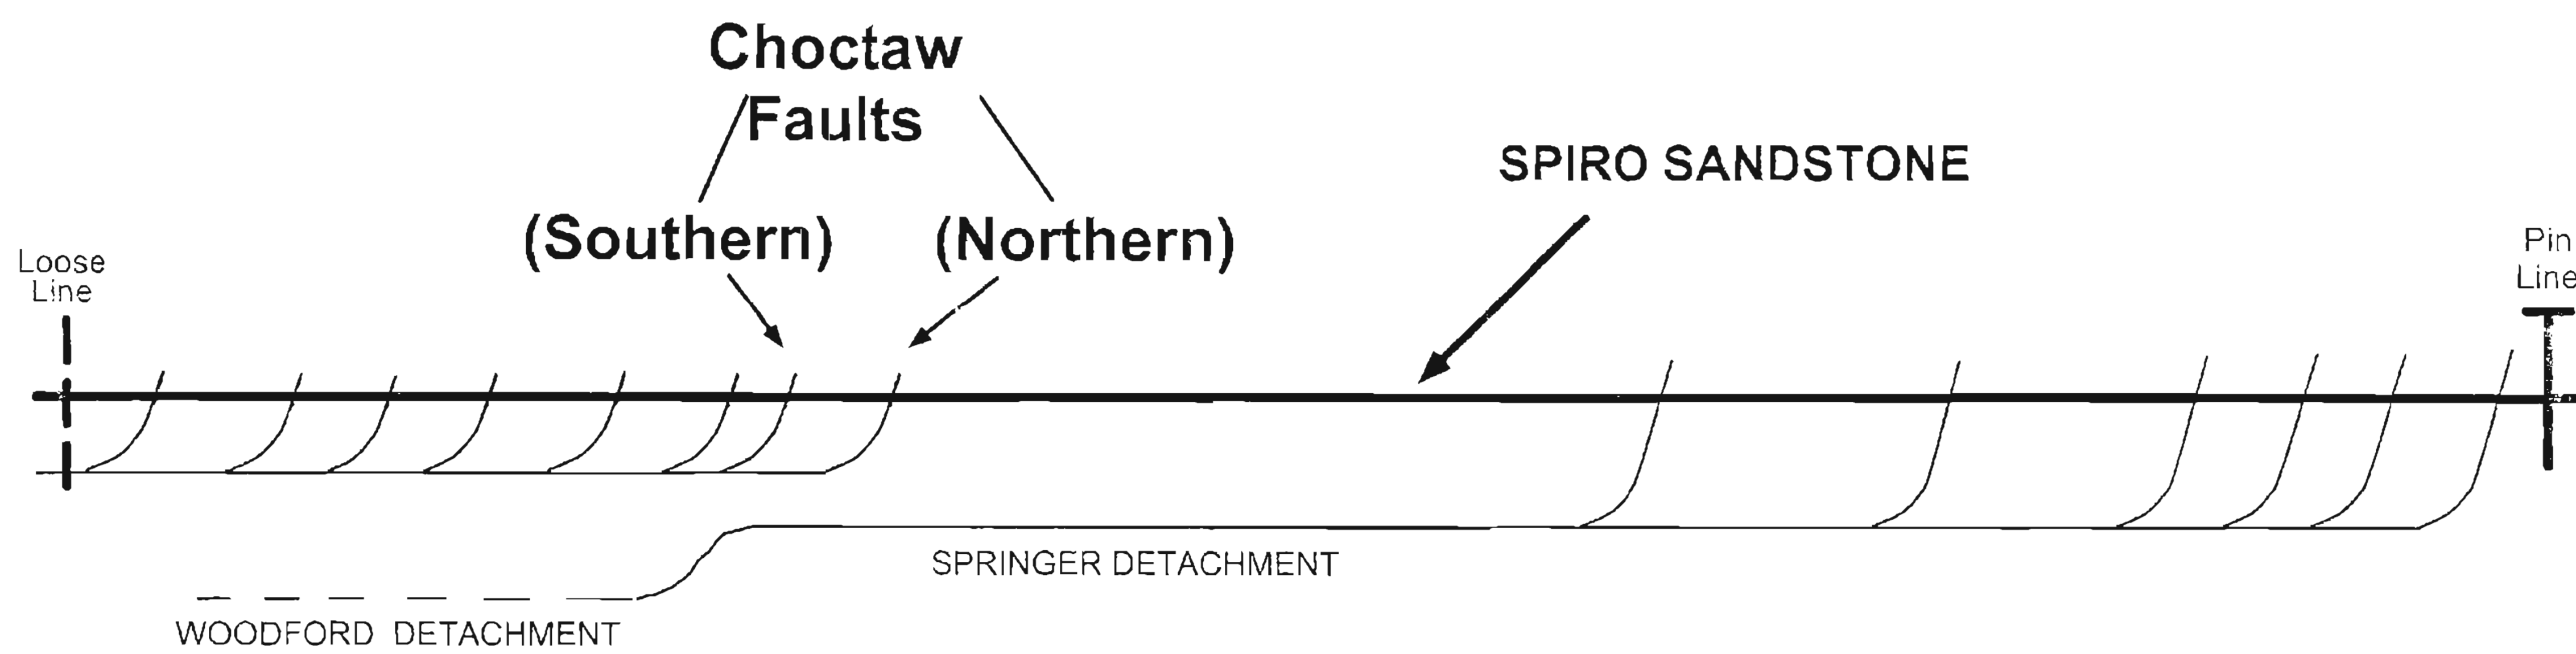 Choctaw
Faults
SPIRO SANDSTONE
(Southern) (Northern)
Pin
Line
Loose
Line
SPRINGER DETACHMENT
WOODFORD DETACHMENT